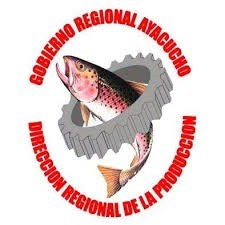 GOBIERNO REGIONAL AYACUCHO
DIRECCION REGIONAL DE LA PRODUCCION